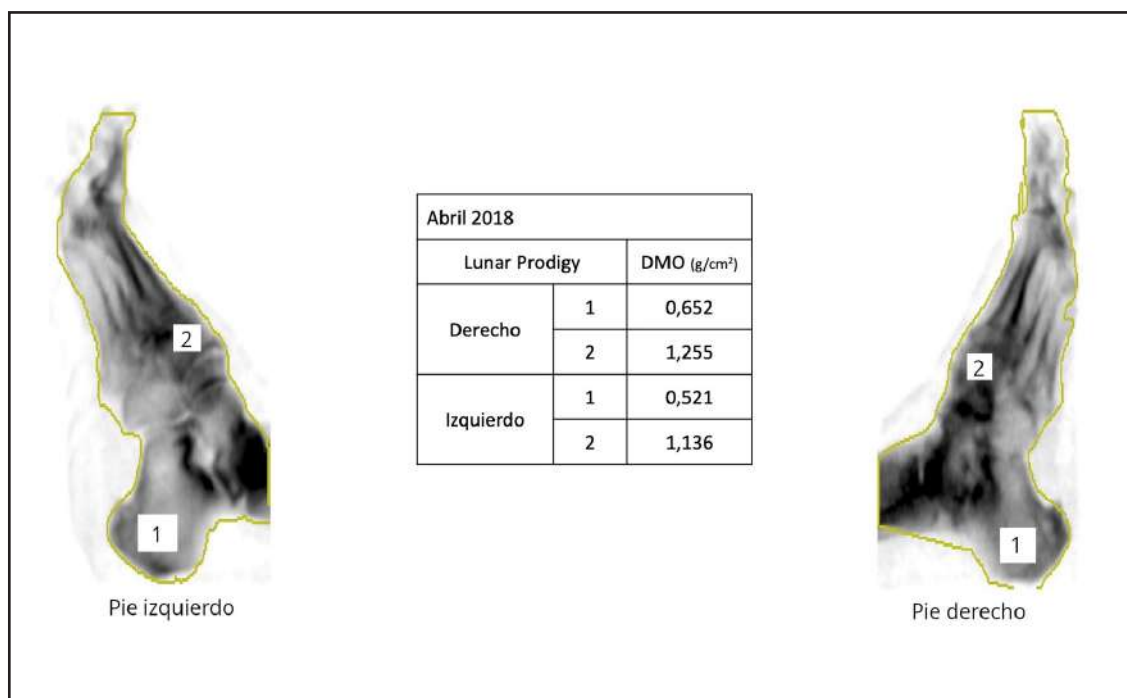 Abril 2018
Lunar Prodigy DMO (g/cm²)
Derecho 1 0,652
2 1,255
Izquierdo 1 0,521
2 1,136
2
1
Pie izquierdo
2
1
Pie derecho